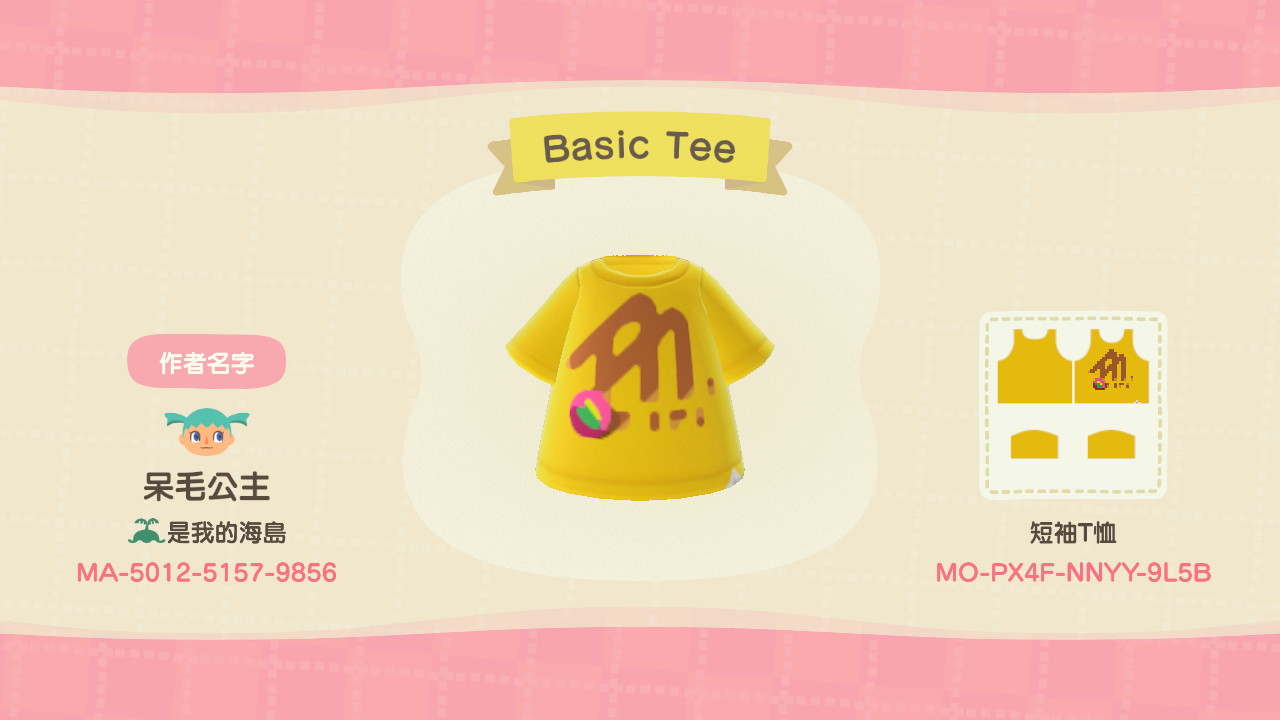 Basic Tee
作者名字
呆毛公主
是我的海島
MA-5012-5157-9856
短袖T恤
MO-PX4F-NNYY-9L5B